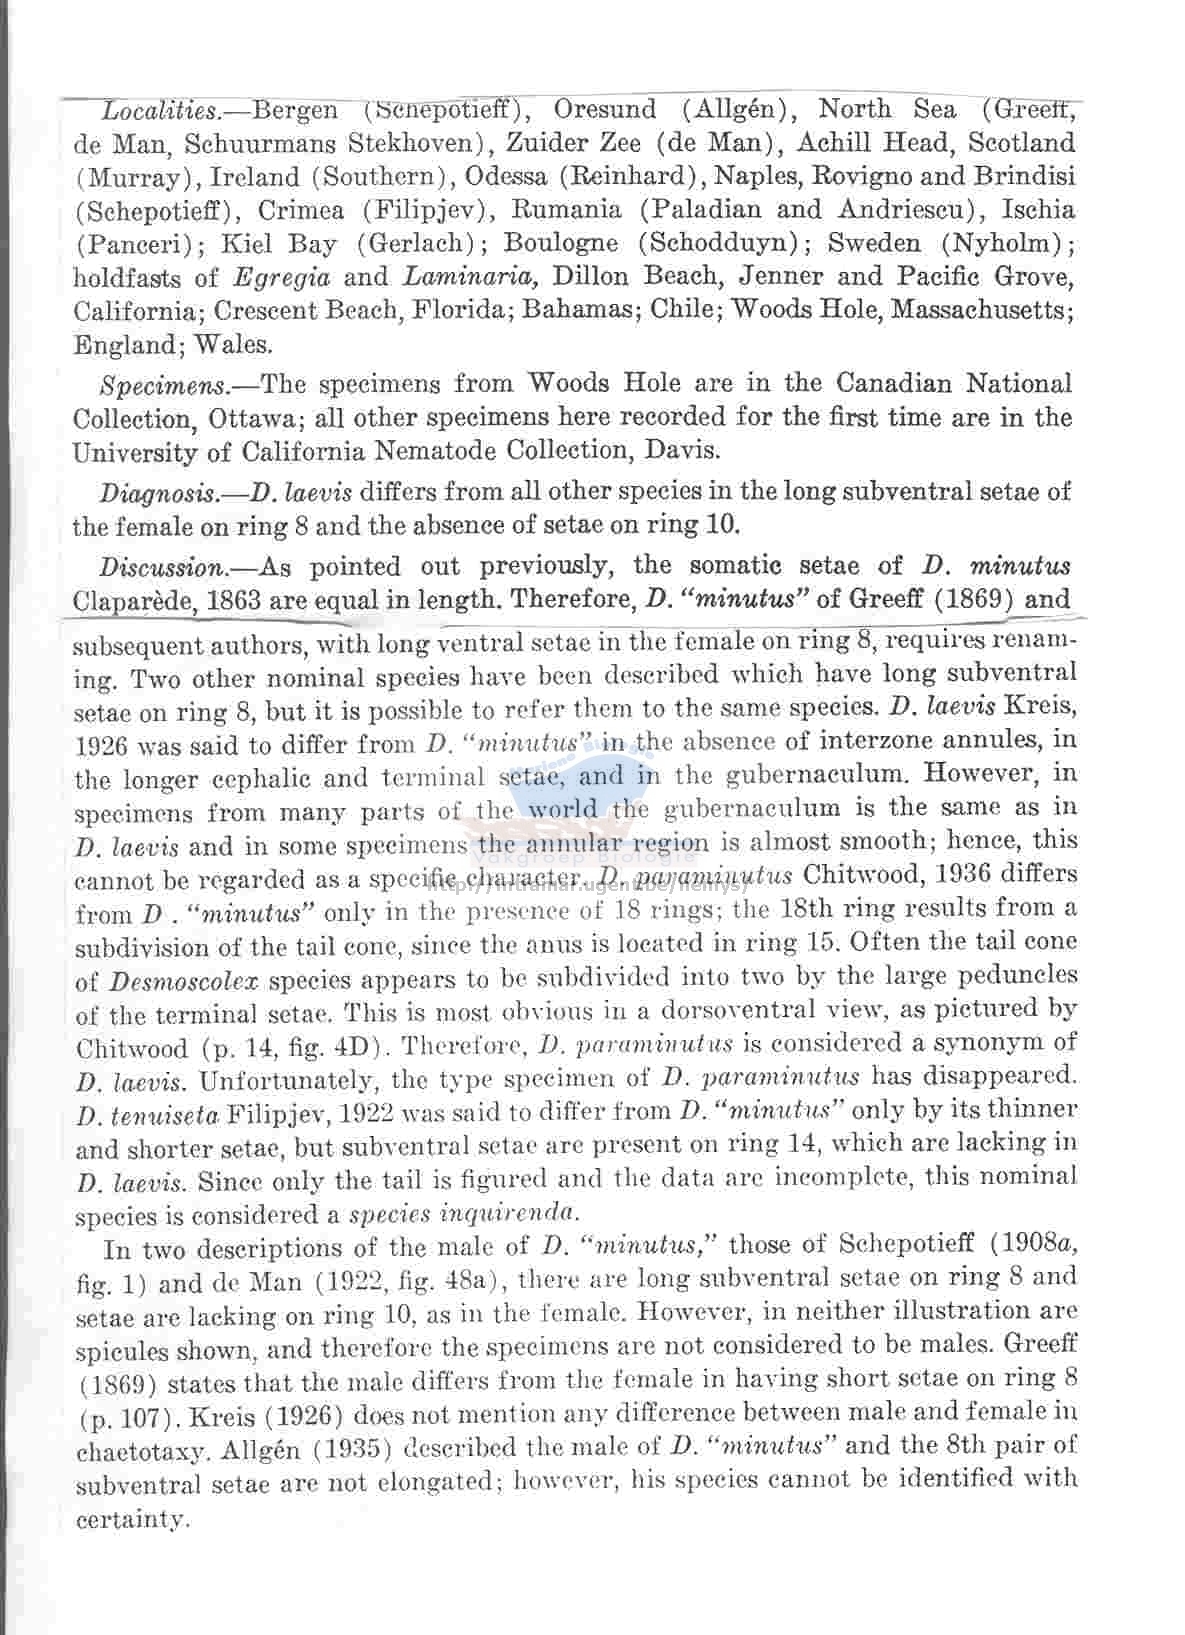 Localities.—Bergen (Schepotieff), Oresund (Allgén), North Sea (Greeff,
de Man, Schuurmans Stekhoven), Zuider Zee (de Man), Achill Head, Scotland
(Murray), Ireland (Southern), Odessa (Reinhard), Naples, Rovigno and Brindisi
(Schepotieff), Crimea (Filipjev), Rumania (Paladian and Andriescu), Ischia
(Panceri); Kiel Bay (Gerlach); Boulogne (Schodduyn); Sweden (Nyholm);
holdfasts of Egregia and Laminaria, Dillon Beach, Jenner and Pacific Grove,
California; Crescent Beach, Florida; Bahamas; Chile; Woods Hole, Massachusetts;
England; Wales.
Specimens.—The specimens from Woods Hole are in the Canadian National
Collection, Ottawa; all other specimens here recorded for the first time are in the
University of California Nematode Collection, Davis.
Diagnosis.—D. laevis differs from all other species in the long subventral setae of
the female on ring 8 and the absence of setae on ring 10.
Discussion.—As pointed out previously, the somatic setae of D. minutus
Claparède, 1863 are equal in length. Therefore, D. "minutus" of Greeff (1869) and
subsequent authors, with long ventral setae in the female on ring 8, requires renam-
ing. Two other nominal species have been described which have long subventral
setae on ring 8, but it is possible to refer them to the same species. D. laevis Kreis,
1926 was said to differ from D. "minutus" in the absence of interzone annules, in
the longer cephalic and terminal setae, and in the gubernaculum. However, in
specimens from many parts of the world the gubernaculum is the same as in
D. laevis and in some specimens the annular region is almost smooth; hence, this
Vakgroep Biologie
cannot be regarded as a specific character. D. paraminutus Chitwood, 1936 differs
from D . "minutus" only in the presence of 18 rings; the 18th ring results from a
subdivision of the tail cone, since the anus is located in ring 15. Often the tail cone
of Desmoscolex species appears to be subdivided into two by the large peduncles
of the terminal setae. This is most obvious in a dorsoventral view, as pictured by
Chitwood (p. 14, fig. 4D). Therefore, D. paraminutus is considered a synonym of
D. laevis. Unfortunately, the type specimen of D. paraminutus has disappeared.
D. tenuiseta Filipjev, 1922 was said to differ from D. "minutus" only by its thinner
and shorter setae, but subventral setae are present on ring 14, which are lacking in
D. laevis. Since only the tail is figured and the data are incomplete, this nominal
species is considered a species inquirenda.
In two descriptions of the male of D. "minutus," those of Schepotieff (1908a,
fig. 1) and de Man (1922, fig. 48a), there are long subventral setae on ring 8 and
setae are lacking on ring 10, as in the female. However, in neither illustration are
spicules shown, and therefore the specimens are not considered to be males. Greeff
(1869) states that the male differs from the female in having short setae on ring 8
(p. 107). Kreis (1926) does not mention any difference between male and female in
chaetotaxy. Allgén (1935) described the male of D. "minutus" and the 8th pair of
subventral setae are not elongated; however, his species cannot be identified with
certainty.